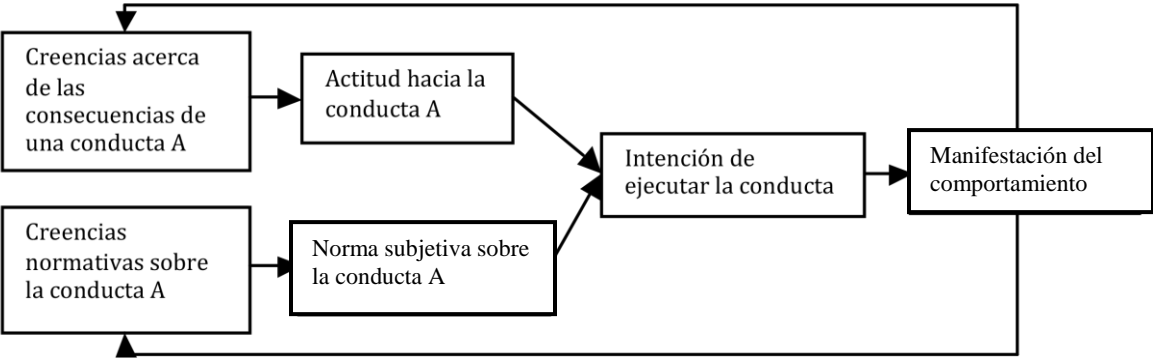 Creencias acerca
de las
consecuencias de
una conducta A
Actitud hacia la
conducta A
Intención de
ejecutar la conducta
Manifestación del
comportamiento
Creencias
normativas sobre
la conducta A
Norma subjetiva sobre
la conducta A